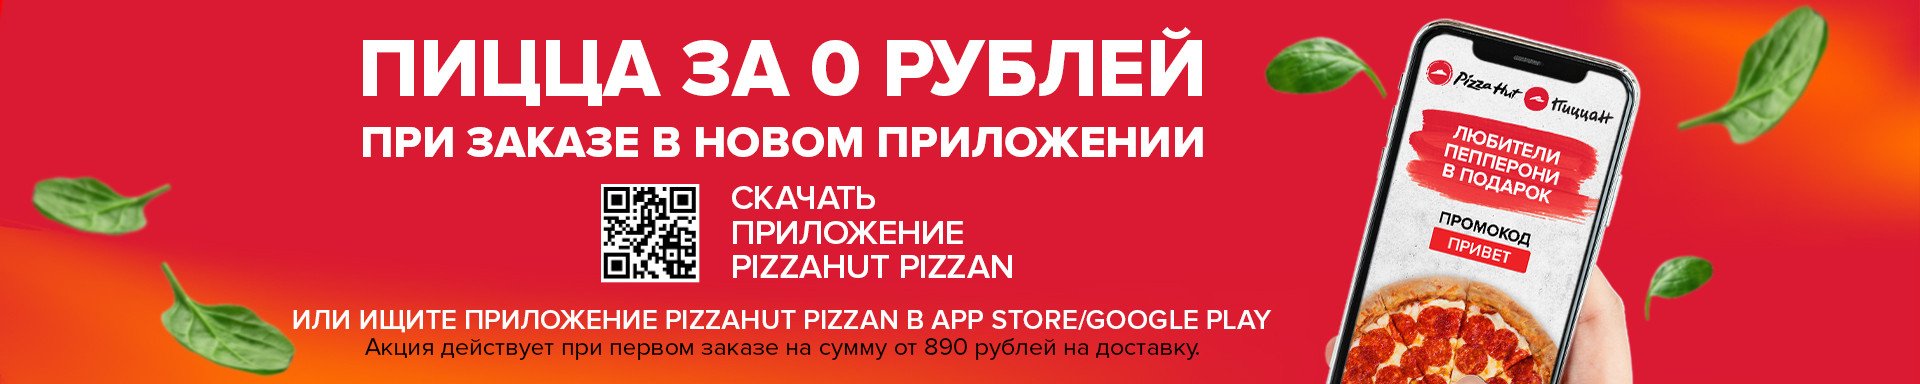 ПИЦЦА ЗА 0 РУБЛЕЙ
ПРИ ЗАКАЗЕ В НОВОМ ПРИЛОЖЕНИИ
СКАЧАТЬ
ПРИЛОЖЕНИЕ
PIZZAHUT PIZZAN
ИЛИ ИЩИТЕ ПРИЛОЖЕНИЕ PIZZAHUT PIZZAN В APP STORE/GOOGLE PLAY
Акция действует при первом заказе на сумму от 890 рублей на доставку.
Pizza Hut ПиццаН
ЛЮБИТЕЛИ
ПЕППЕРОНИ
В ПОДАРОК
ПРОМОКОД
ПРИВЕТ